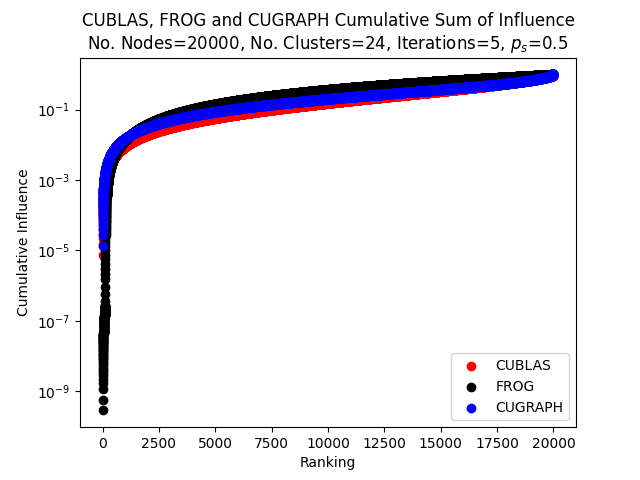 CUBLAS, FROG and CUGRAPH Cumulative Sum of Influence
No. Nodes=20000, No. Clusters=24, Iterations=5, $p_s$=0.5
Cumulative Influence
10⁻¹
10⁻³
10⁻⁵
10⁻⁷
10⁻⁹
CUBLAS
FROG
CUGRAPH
0 2500 5000 7500 10000 12500 15000 17500 20000
Ranking